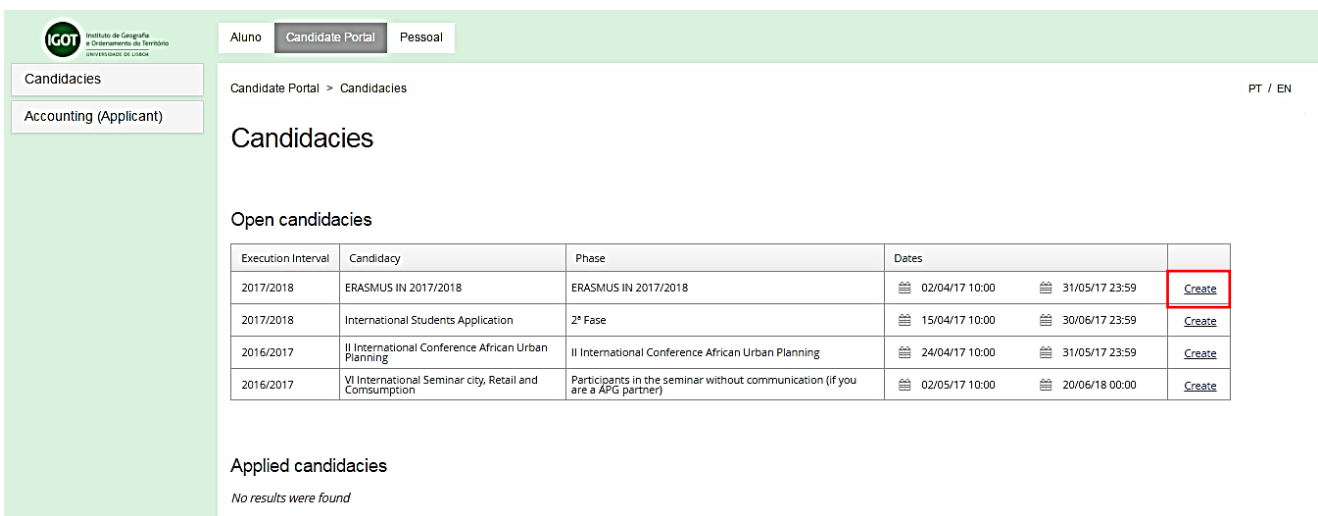 IGOT Instituto de Geografia
e Ordenamento do Território
UNIVERSIDADE DE LISBOA
Aluno Candidate Portal Pessoal
Candidacies
Accounting (Applicant)
Candidate Portal > Candidacies
PT / EN
Candidacies
Open candidacies
Execution Interval Candidacy Phase Dates
2017/2018 ERASMUS IN 2017/2018 ERASMUS IN 2017/2018 02/04/17 10:00 31/05/17 23:59 Create
2017/2018 International Students Application 2ª Fase 15/04/17 10:00 30/06/17 23:59 Create
2016/2017 II International Conference African Urban
Planning II International Conference African Urban Planning 24/04/17 10:00 31/05/17 23:59 Create
2016/2017 VI International Seminar city, Retail and
Comsumption Participants in the seminar without communication (if you
are a APG partner) 02/05/17 10:00 20/06/18 00:00 Create
Applied candidacies
No results were found